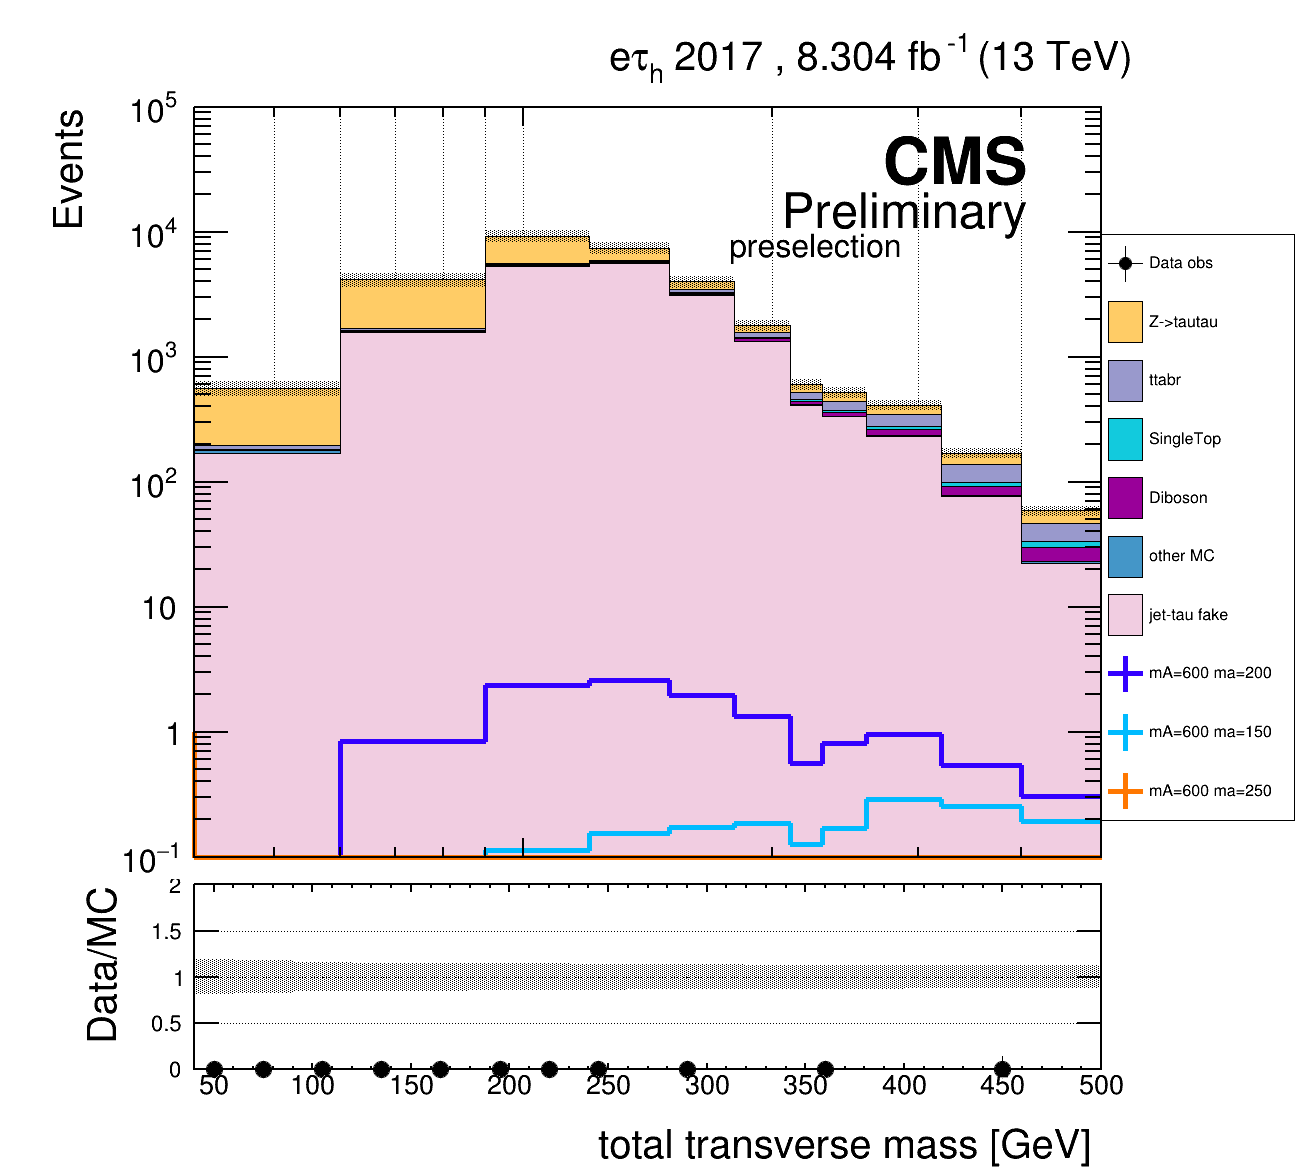 eτh 2017 , 8.304 fb-1 (13 TeV)
Events
10^5
10^4
10^3
10^2
10
1
10^−1
CMS
Preliminary
preselection
Data obs
Z->tautau
ttabr
SingleTop
Diboson
other MC
jet-tau fake
mA=600 ma=200
mA=600 ma=150
mA=600 ma=250
Data/MC
2
1.5
1
0.5
0
50 100 150 200 250 300 350 400 450 500
total transverse mass [GeV]